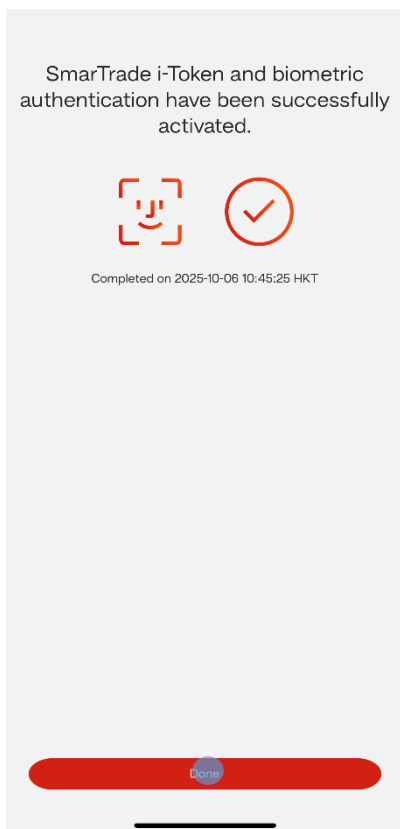 SmarTrade i-Token and biometric
authentication have been successfully
activated.
Completed on 2025-10-06 10:45:25 HKT
Done